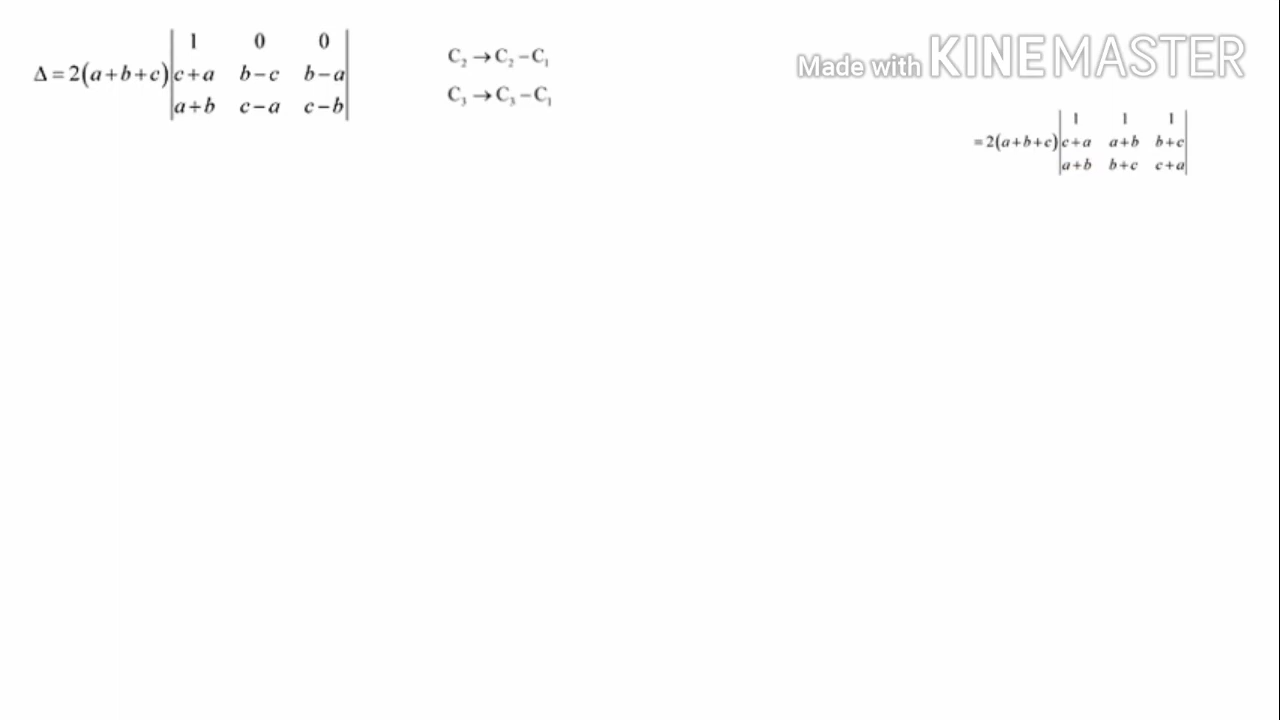 Δ = 2(a+b+c) | 1 0 0 |
| c+a b−c b−a |
| a+b c−a c−b |
C₂ → C₂ − C₁
C₃ → C₃ − C₁
Made with KINEMASTER
= 2(a+b+c) | 1 1 1 |
| c+a a+b b+c |
| a+b b+c c+a |